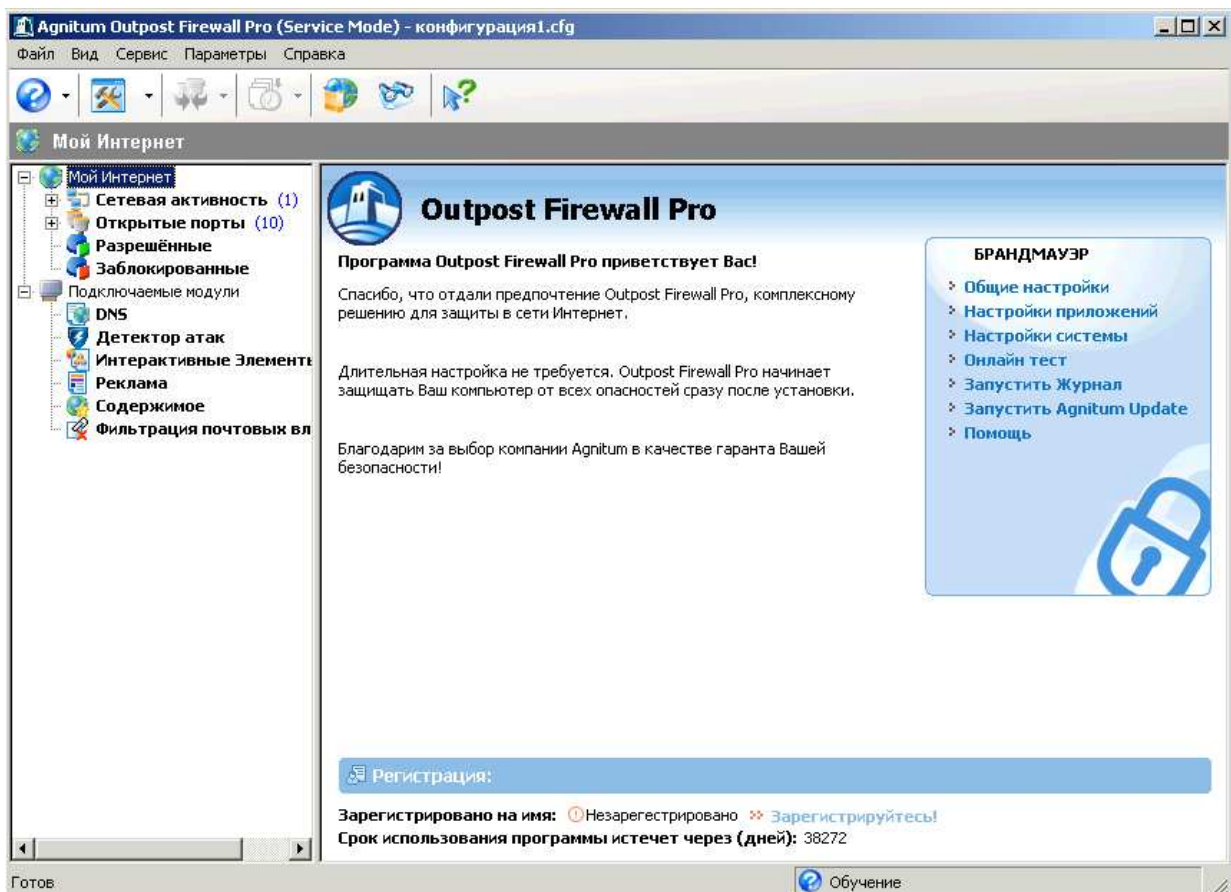 Agnitum Outpost Firewall Pro (Service Mode) - конфигурация1.cfg
Файл Вид Сервис Параметры Справка
Мой Интернет
Мой Интернет
Сетевая активность (1)
Открытые порты (10)
Разрешённые
Заблокированные
Подключаемые модули
DNS
Детектор атак
Интерактивные Элементь
Реклама
Содержимое
Фильтрация почтовых вл
Outpost Firewall Pro
Программа Outpost Firewall Pro приветствует Вас!
Спасибо, что отдали предпочтение Outpost Firewall Pro, комплексному
решению для защиты в сети Интернет.
Длительная настройка не требуется. Outpost Firewall Pro начинает
защищать Ваш компьютер от всех опасностей сразу после установки.
Благодарим за выбор компании Agnitum в качестве гаранта Вашей
безопасности!
БРАНДМАУЭР
Общие настройки
Настройки приложений
Настройки системы
Онлайн тест
Запустить Журнал
Запустить Agnitum Update
Помощь
Регистрация:
Зарегистрировано на имя: Незарегестрировано Зарегистрируйтесь!
Срок использования программы истечет через (дней): 38272
Готов
Обучение